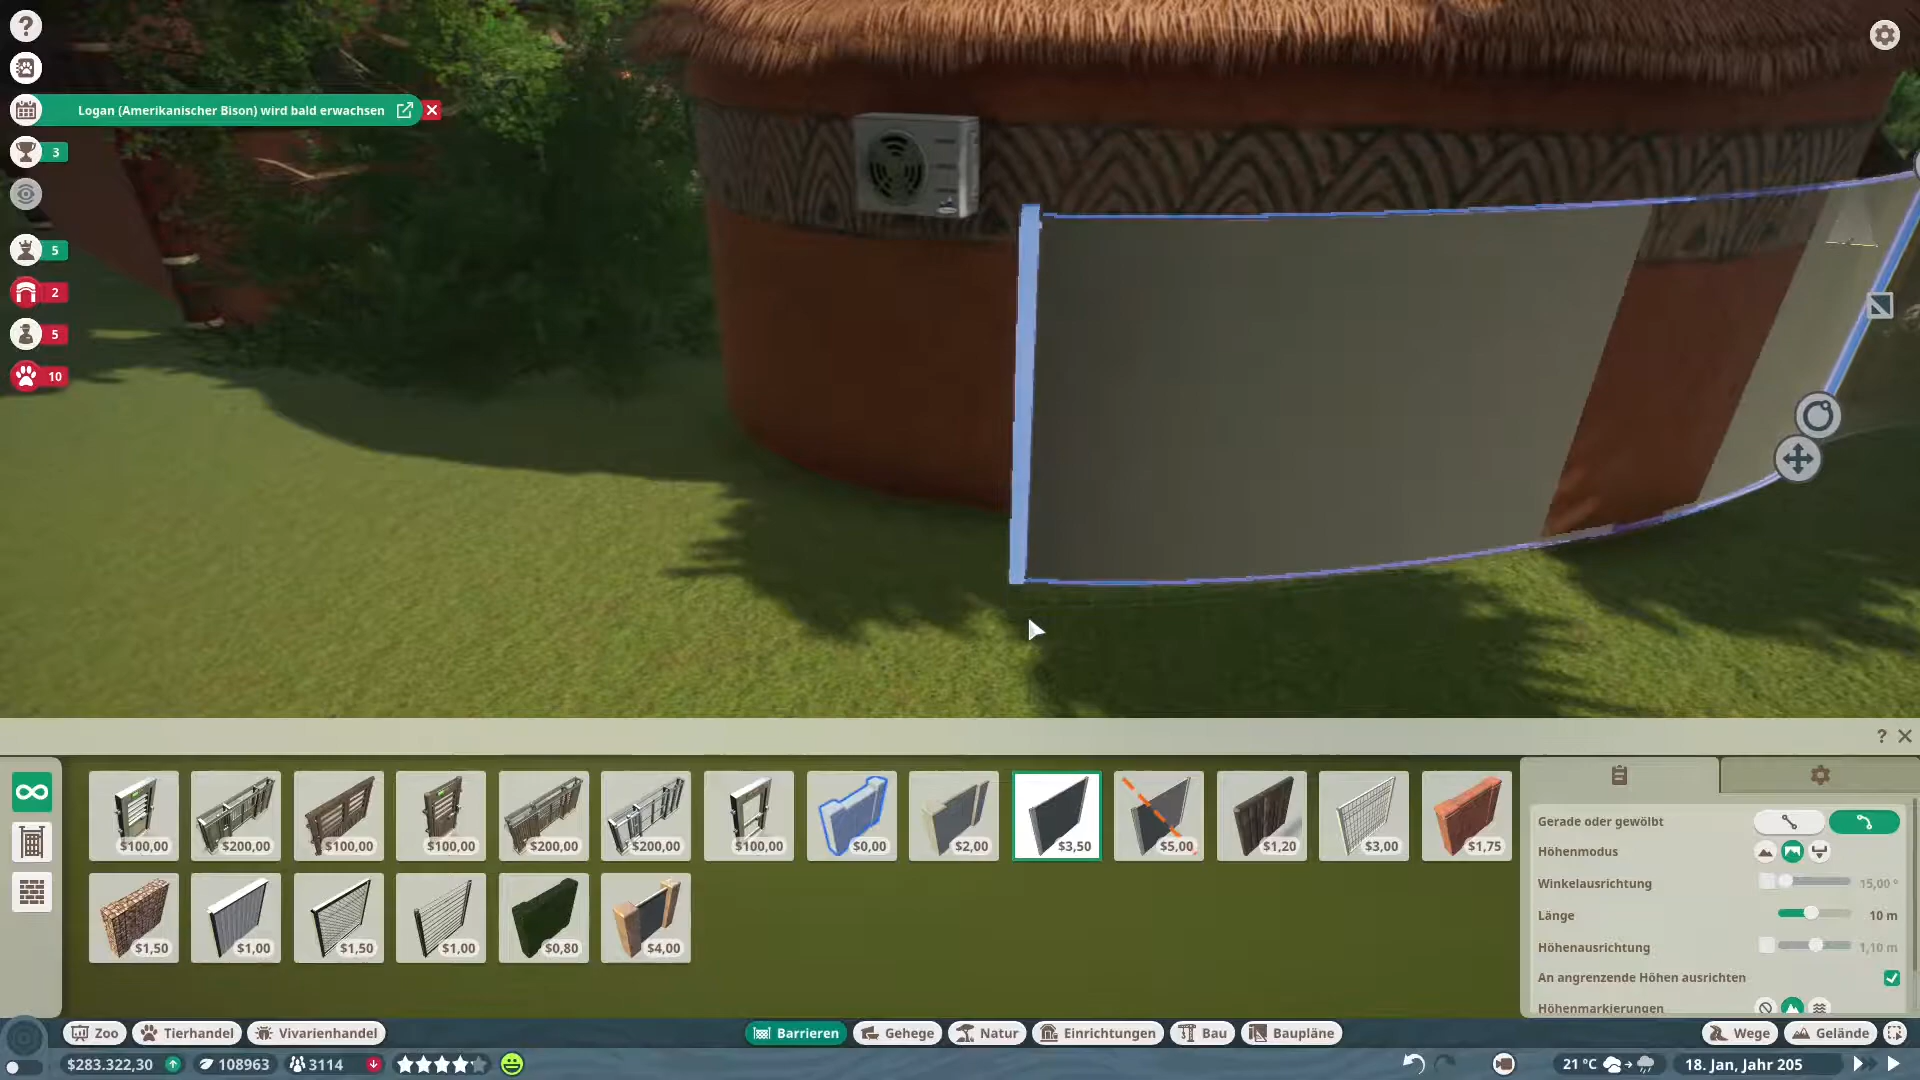 ?
Logan (Amerikanischer Bison) wird bald erwachsen
3
5
2
5
10
?
$100,00
$200,00
$100,00
$100,00
$200,00
$200,00
$100,00
$0,00
$2,00
$3,50
$5,00
$1,20
$3,00
$1,75
$1,50
$1,00
$1,50
$1,00
$0,80
$4,00
Gerade oder gewölbt
Höhenmodus
Winkelausrichtung 15,00 °
Länge 10 m
Höhenausrichtung 1,10 m
An angrenzende Höhen ausrichten
Höhenmarkierungen
Zoo Tierhandel Vivarienhandel Barrieren Gehege Natur Einrichtungen Bau Baupläne Wege Gelände
$283.322,30 108963 3114 21 °C 18. Jan, Jahr 205